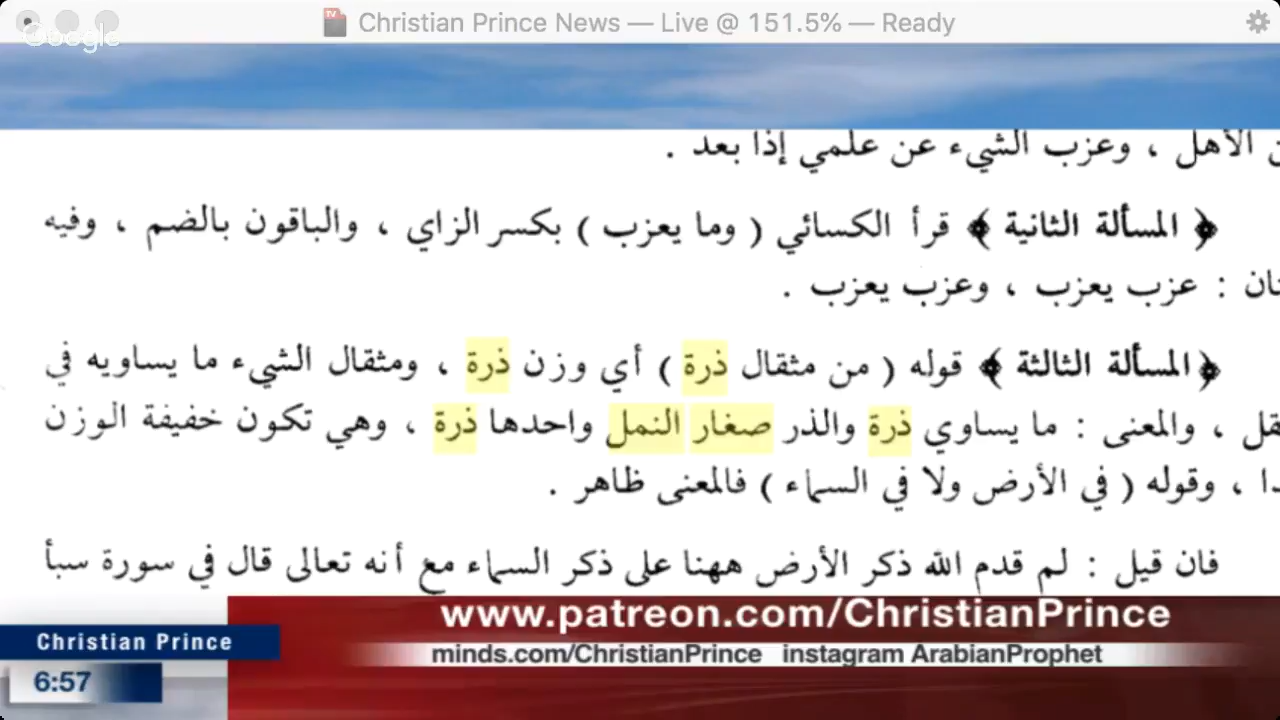 Christian Prince News — Live @ 151.5% — Ready
Google
الأهل ، وعزب الشيء عن علمي إذا بعد .
﴿ المسألة الثانية ﴾ قرأ الكسائي ( وما يعزب ) بكسر الزاي ، والباقون بالضم ، وفيه
: عزب يعزب ، وعزب يعزب .
﴿ المسألة الثالثة ﴾ قوله ( من مثقال ذرة ) أي وزن ذرة ، ومثقال الشيء ما يساويه في
، والمعنى : ما يساوي ذرة والذر صغار النمل واحدها ذرة ، وهي تكون خفيفة الوزن
، وقوله ( في الأرض ولا في السماء ) فالمعنى ظاهر .
فان قيل : لم قدم الله ذكر الأرض ههنا على ذكر السماء مع أنه تعالى قال في سورة سبأ
www.patreon.com/ChristianPrince
Christian Prince
minds.com/ChristianPrince instagram ArabianProphet
6:57